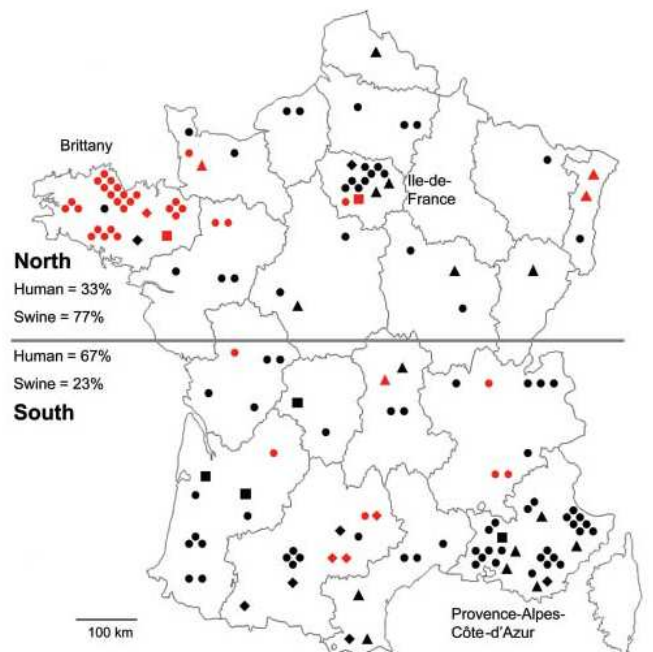 Brittany
Ile-de-
France
North
Human = 33%
Swine = 77%
Human = 67%
Swine = 23%
South
100 km
Provence-Alpes-
Côte-d'Azur